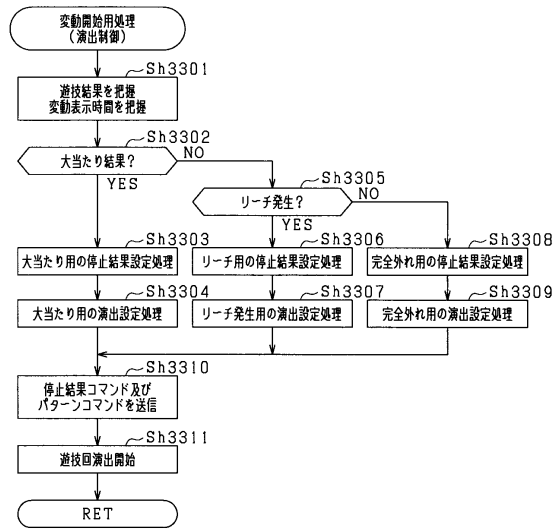 変動開始用処理
（演出制御）
Sh3301
遊技結果を把握
変動表示時間を把握
Sh3302
大当たり結果？
NO
YES
Sh3305
リーチ発生？
NO
YES
Sh3303
大当たり用の停止結果設定処理
Sh3306
リーチ用の停止結果設定処理
Sh3308
完全外れ用の停止結果設定処理
Sh3304
大当たり用の演出設定処理
Sh3307
リーチ発生用の演出設定処理
Sh3309
完全外れ用の演出設定処理
Sh3310
停止結果コマンド及び
パターンコマンドを送信
Sh3311
遊技回演出開始
RET